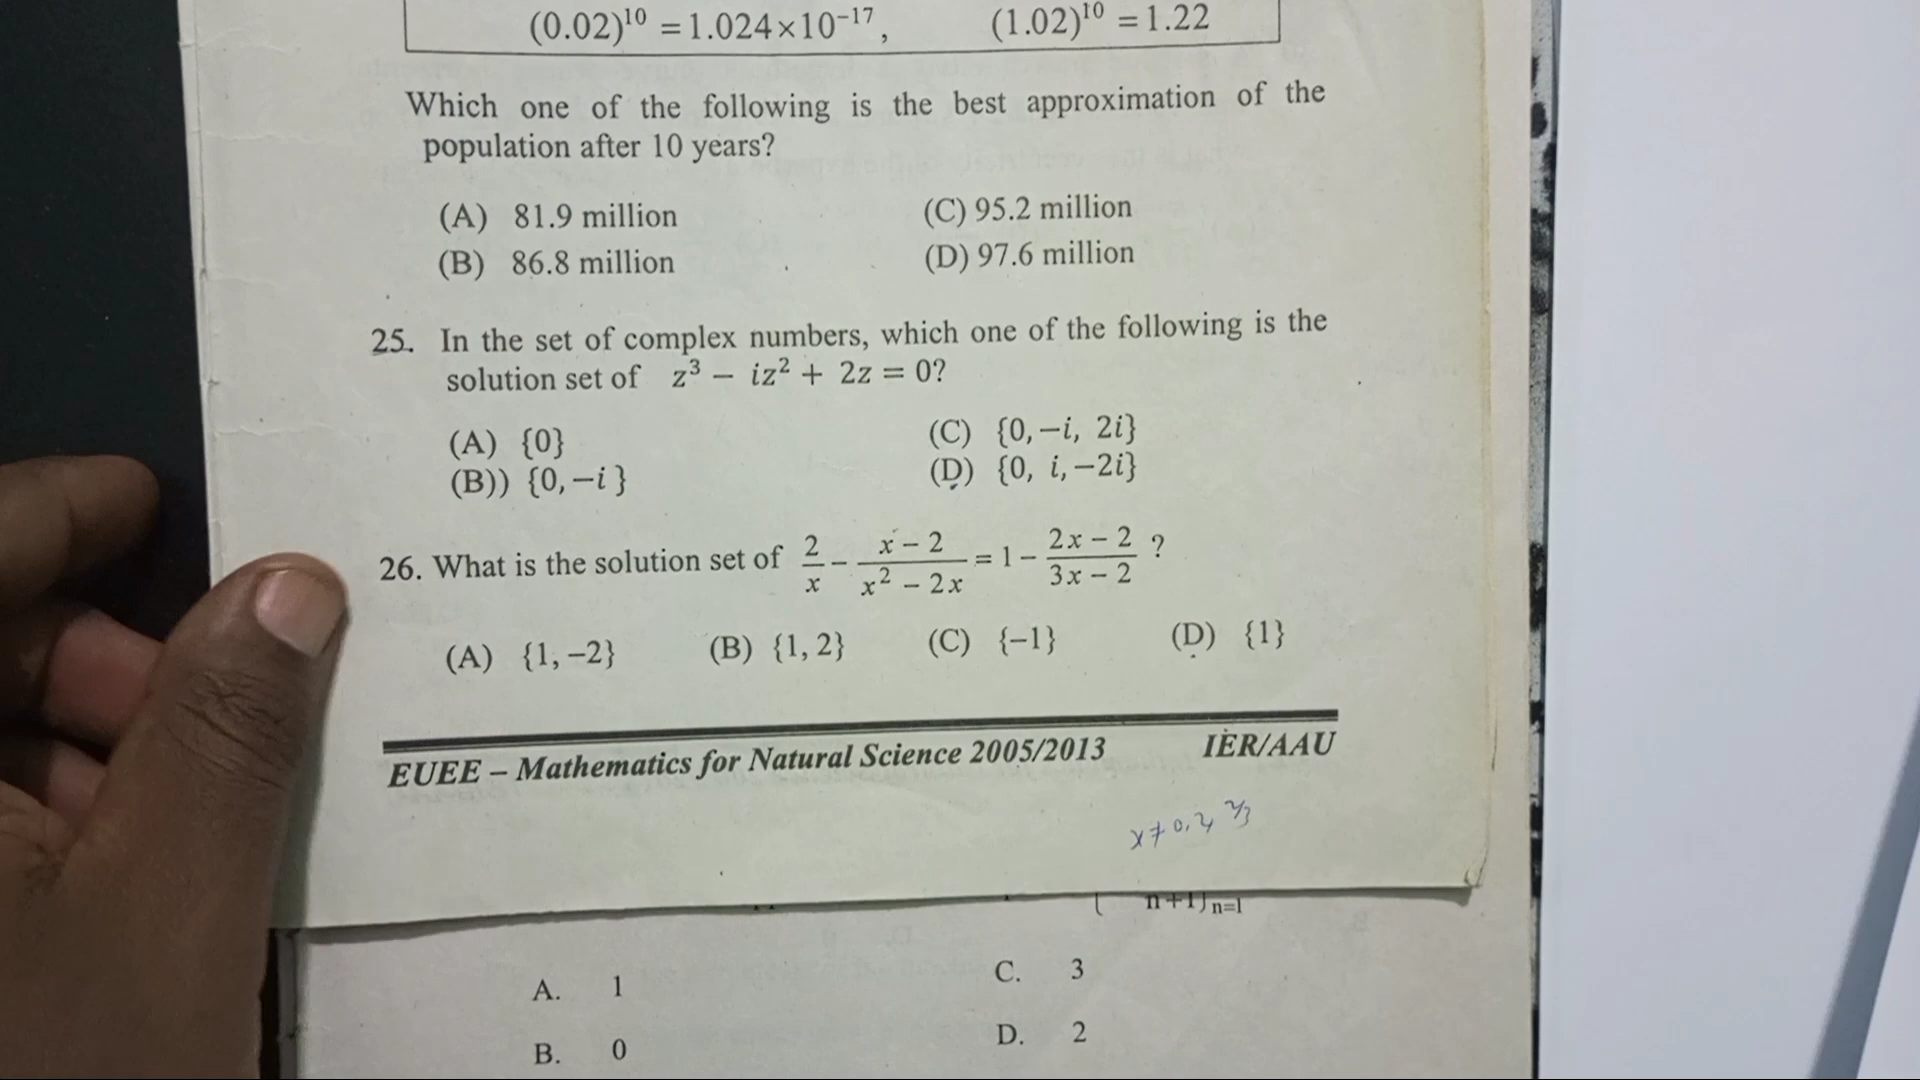 (0.02)¹⁰ = 1.024×10⁻¹⁷, (1.02)¹⁰ = 1.22
Which one of the following is the best approximation of the
population after 10 years?
(A) 81.9 million (C) 95.2 million
(B) 86.8 million (D) 97.6 million
25. In the set of complex numbers, which one of the following is the
solution set of z³ − iz² + 2z = 0?
(A) {0} (C) {0, −i, 2i}
(B)) {0, −i } (D) {0, i, −2i}
26. What is the solution set of 2/x − (x − 2)/(x² − 2x) = 1 − (2x − 2)/(3x − 2) ?
(A) {1, −2} (B) {1, 2} (C) {−1} (D) {1}
EUEE – Mathematics for Natural Science 2005/2013 IER/AAU
x ≠ 0, 2, 2/3
n+1 n=1
A. 1 C. 3
B. 0 D. 2